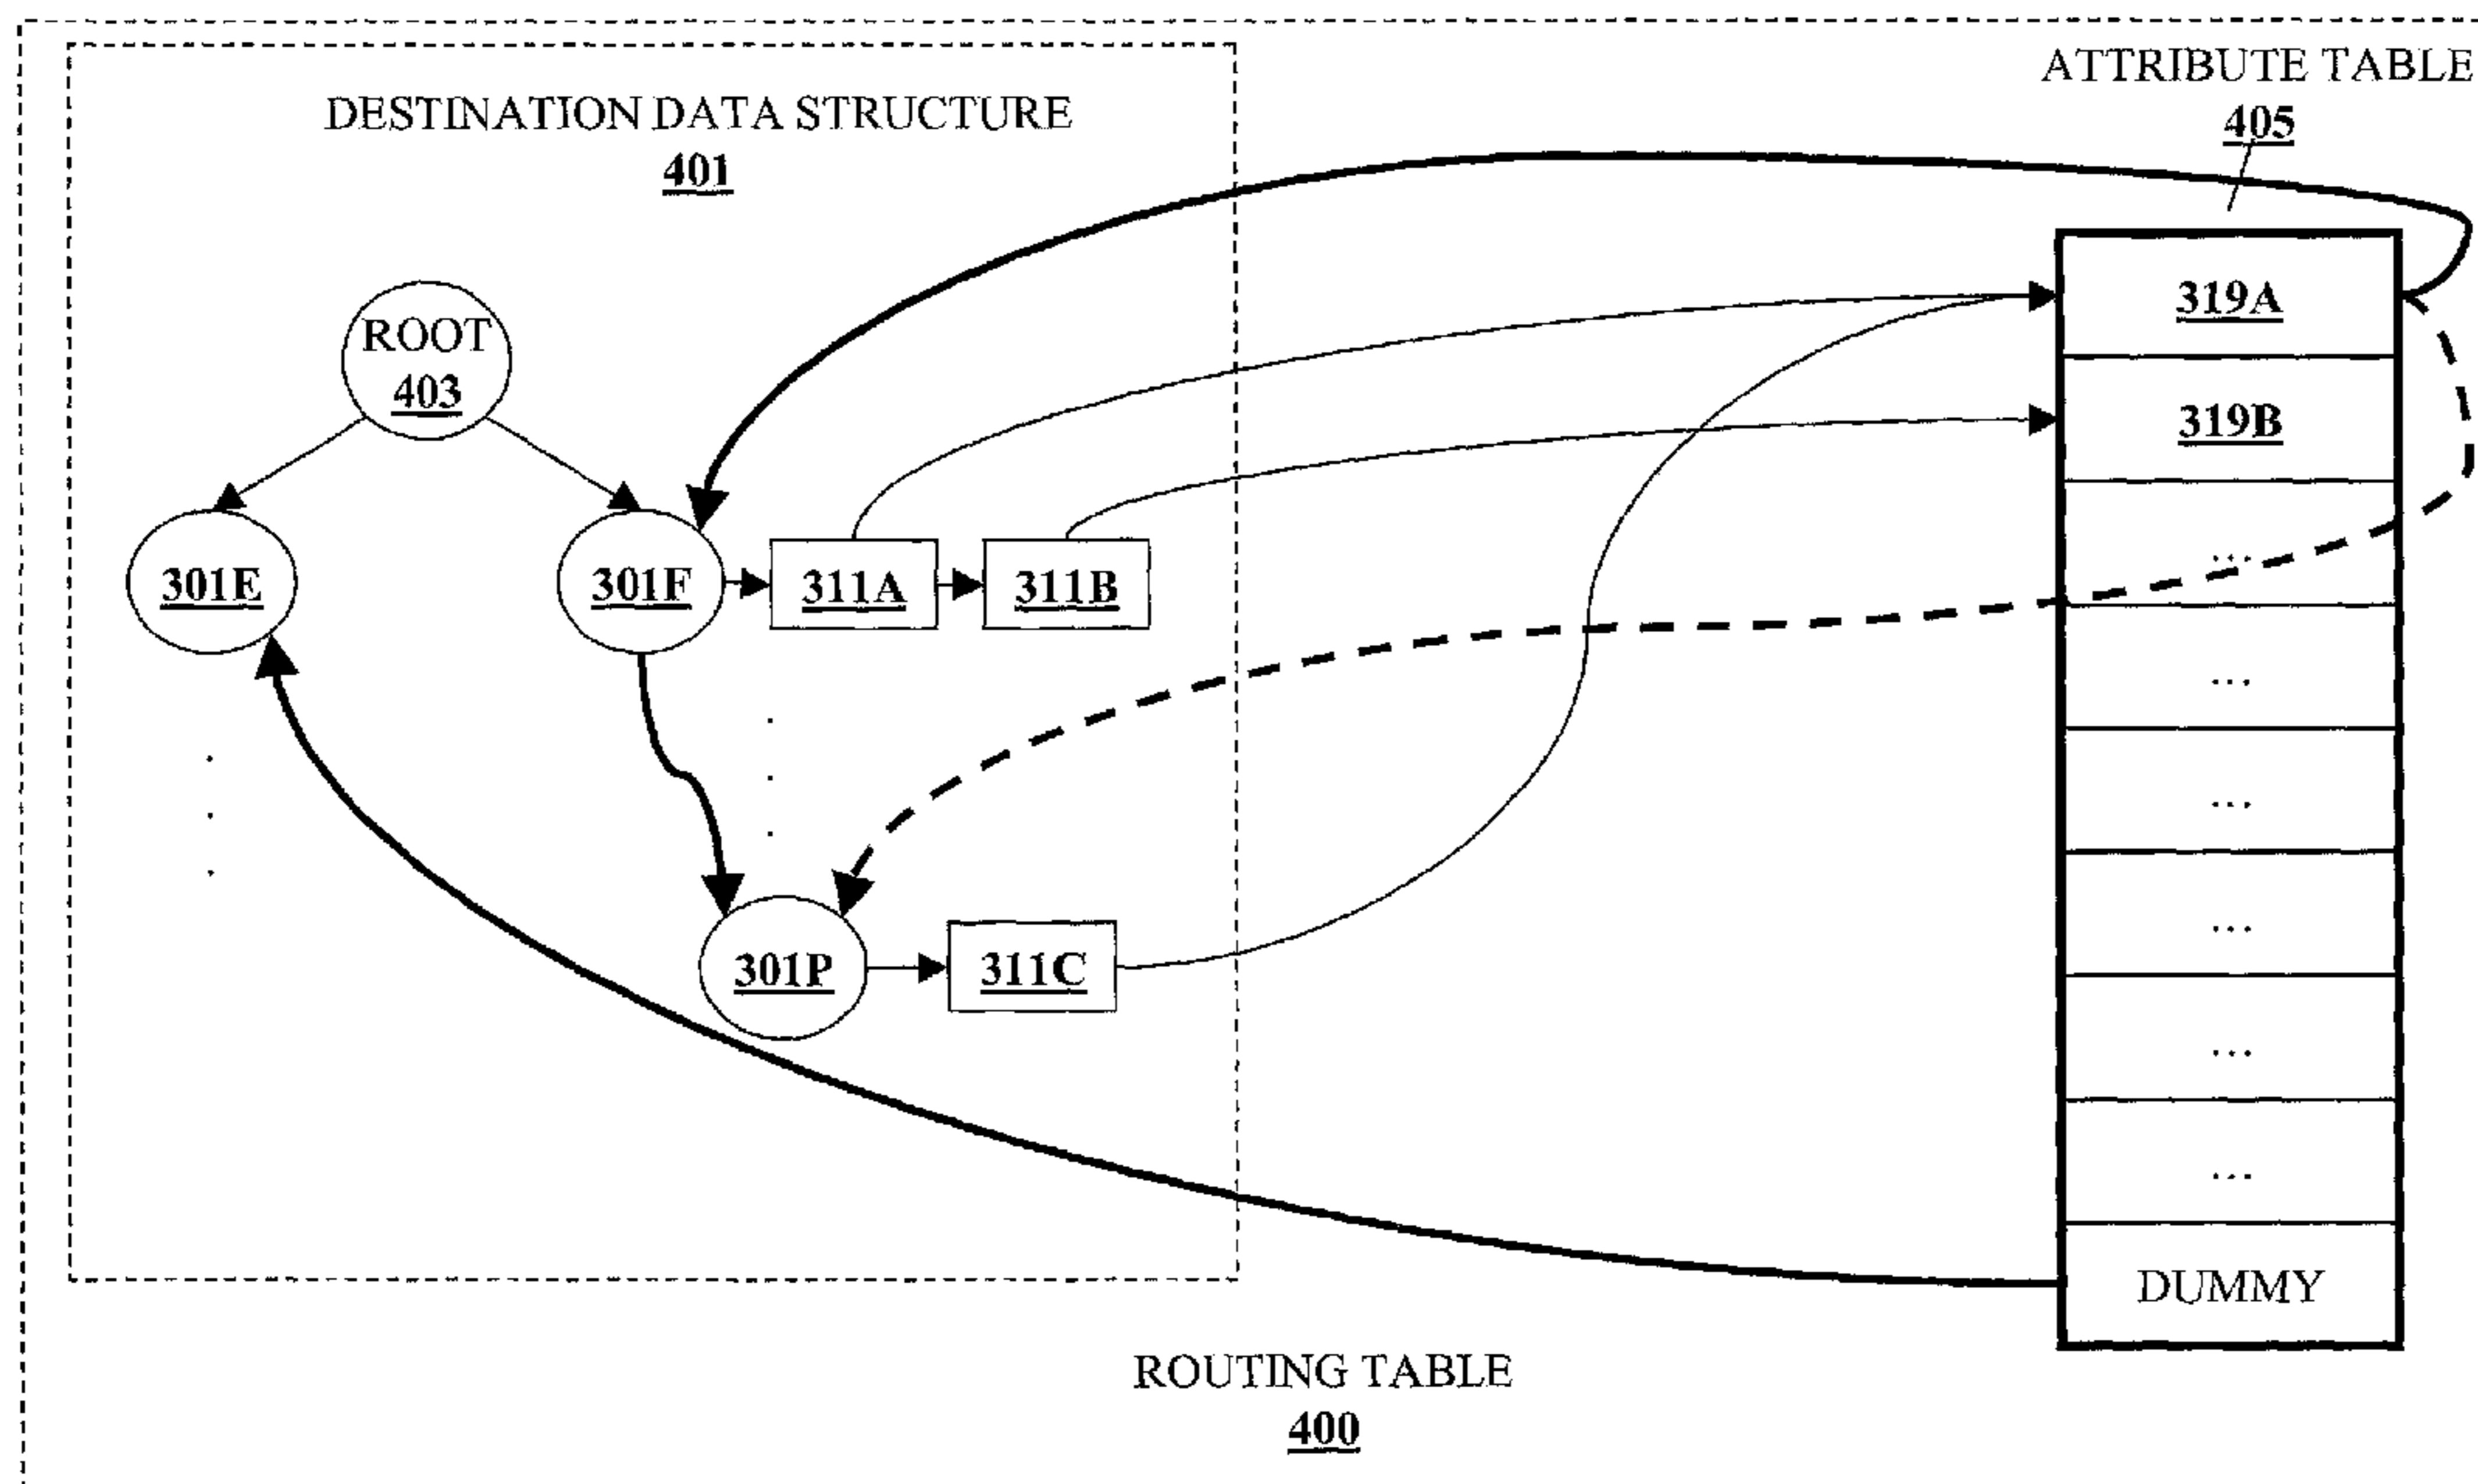 ATTRIBUTE TABLE
405
DESTINATION DATA STRUCTURE
401
ROOT
403
319A
319B
301E
301F
311A
311B
...
...
...
...
...
...
301P
311C
DUMMY
ROUTING TABLE
400